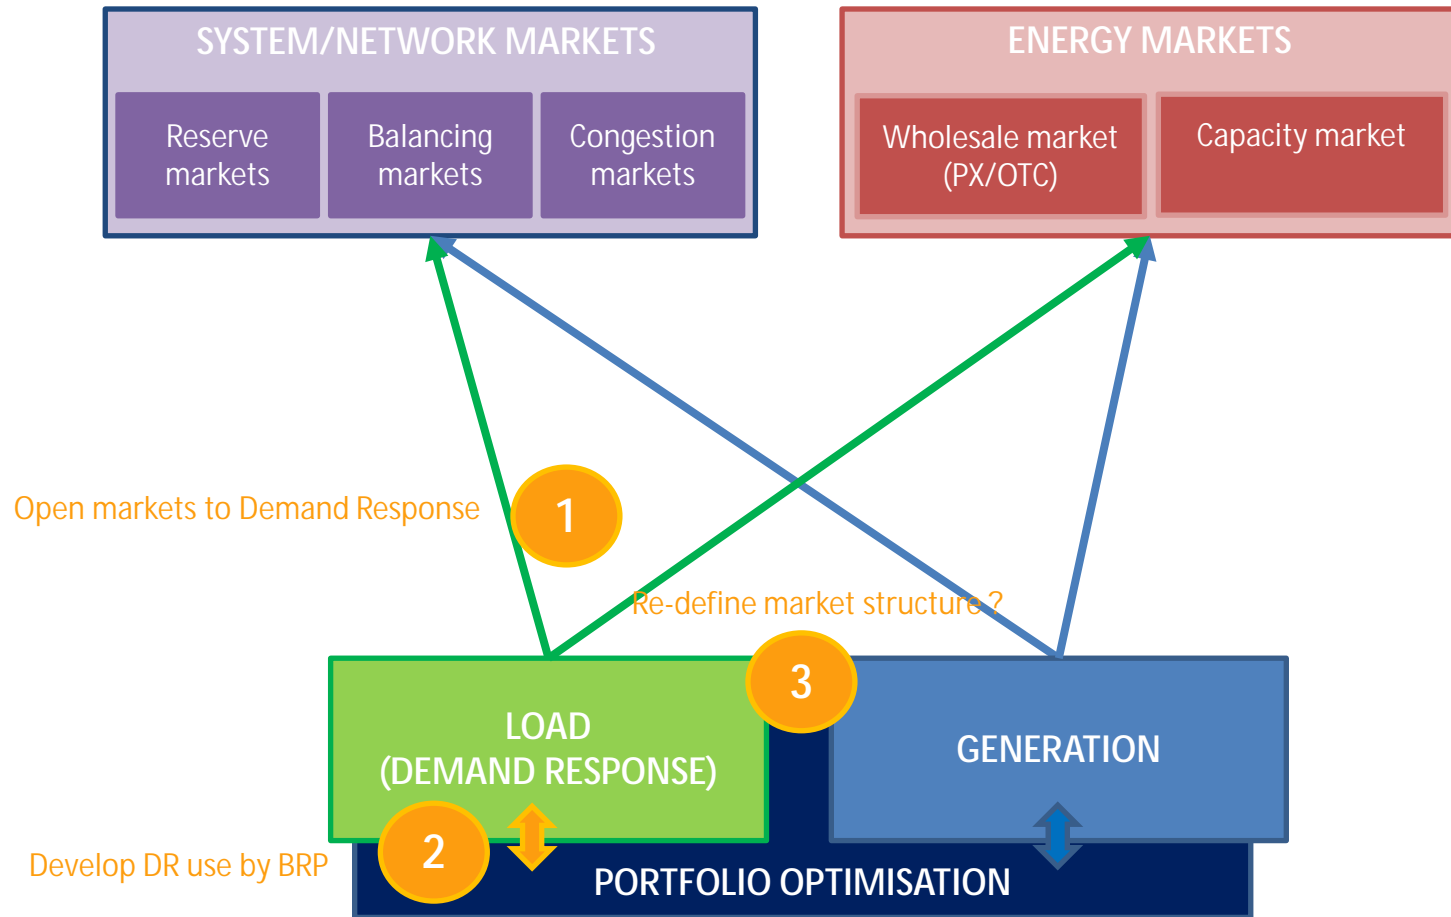 SYSTEM/NETWORK MARKETS
Reserve
markets
Balancing
markets
Congestion
markets
ENERGY MARKETS
Wholesale market
(PX/OTC)
Capacity market
Open markets to Demand Response
1
Re-define market structure ?
3
LOAD
(DEMAND RESPONSE)
GENERATION
2
Develop DR use by BRP
PORTFOLIO OPTIMISATION